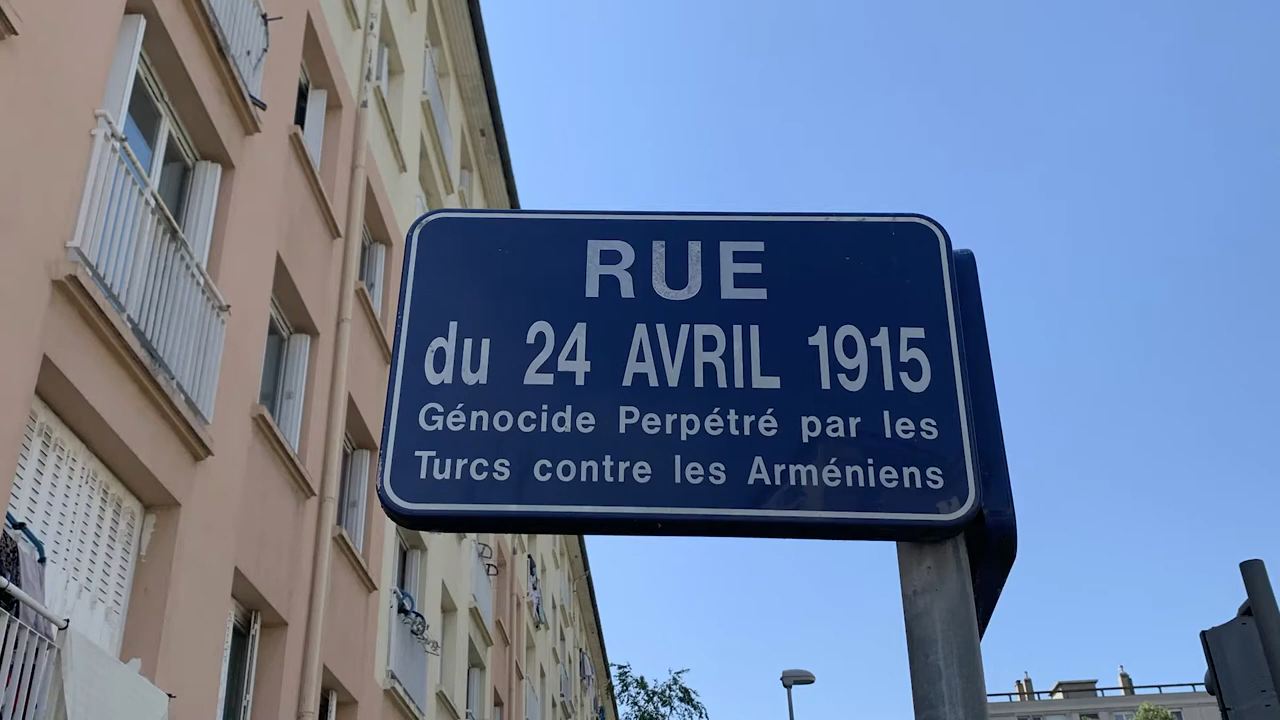 RUE
du 24 AVRIL 1915
Génocide Perpétré par les
Turcs contre les Arméniens